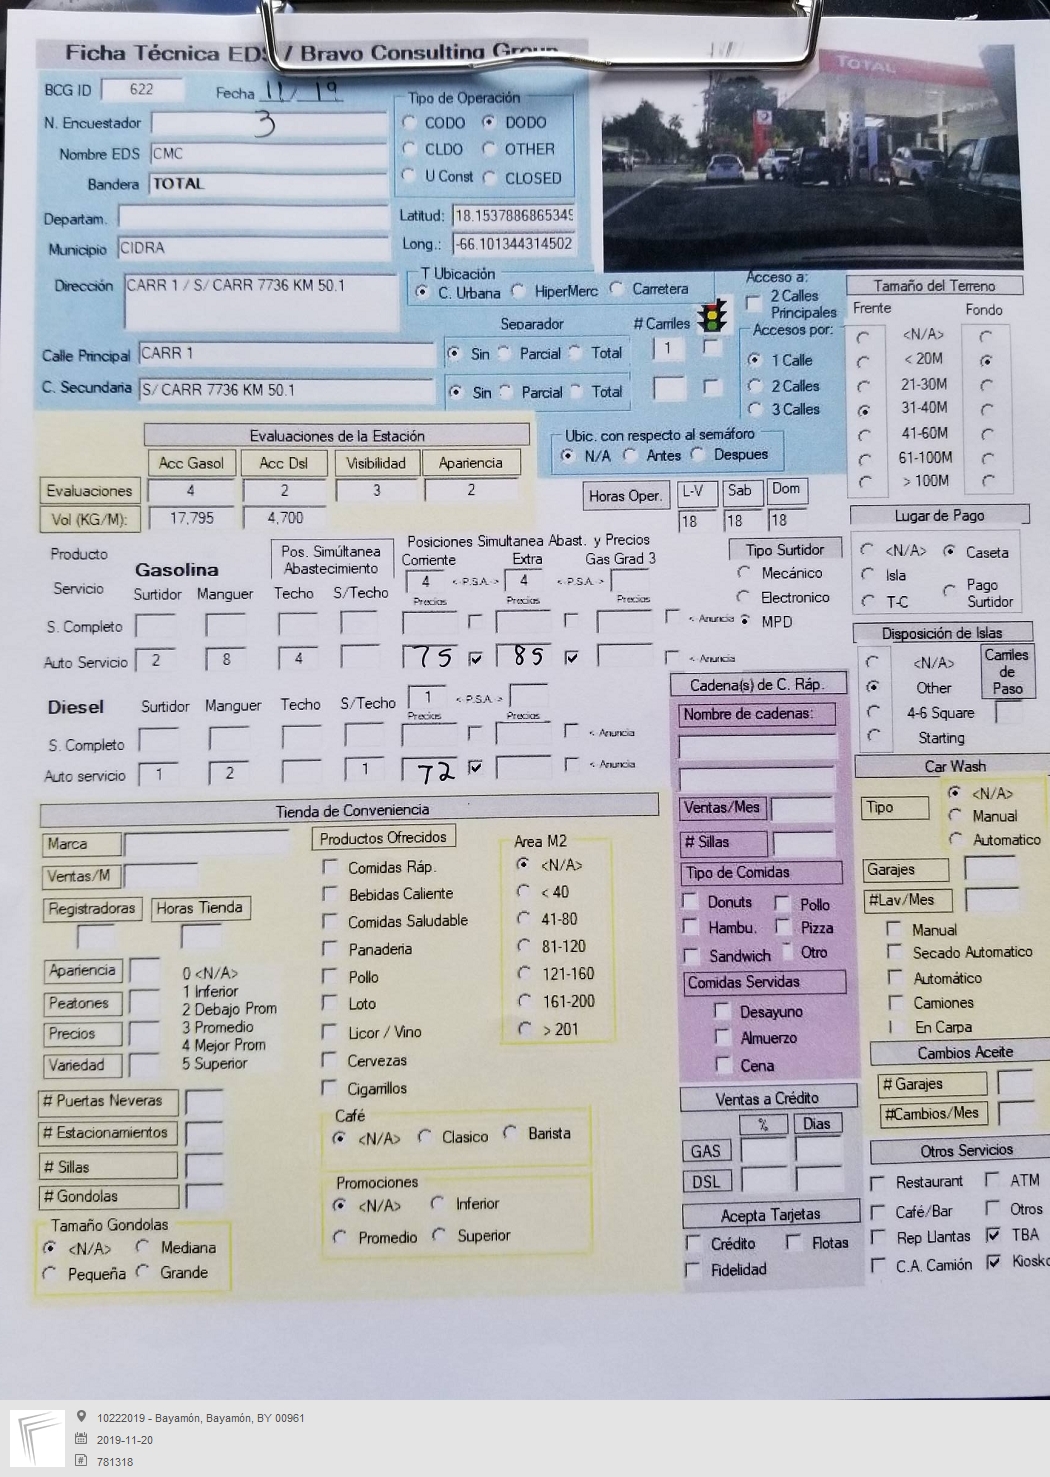 Ficha Técnica EDS / Bravo Consulting Group
BCG ID 622 Fecha 11/19
N. Encuestador 3
Nombre EDS CMC
Bandera TOTAL
Departam.
Municipio CIDRA
Tipo de Operación
CODO DODO
CLDO OTHER
U Const CLOSED
Latitud: 18.1537886865349
Long.: -66.101344314502
TOTAL
Dirección CARR 1 / S/ CARR 7736 KM 50.1
T Ubicación
C. Urbana HiperMerc Carretera
Separador # Carriles
Calle Principal CARR 1 Sin Parcial Total 1
C. Secundaria S/ CARR 7736 KM 50.1 Sin Parcial Total
Acceso a:
2 Calles
Principales
Accesos por:
1 Calle
2 Calles
3 Calles
Tamaño del Terreno
Frente Fondo
<N/A>
< 20M
21-30M
31-40M
41-60M
61-100M
> 100M
Evaluaciones de la Estación
Acc Gasol Acc Dsl Visibilidad Apariencia
Evaluaciones 4 2 3 2
Vol (KG/M): 17,795 4,700
Ubic. con respecto al semáforo
N/A Antes Despues
Horas Oper. L-V Sab Dom
18 18 18
Lugar de Pago
<N/A> Caseta
Isla Pago
T-C Surtidor
Producto
Servicio
Gasolina
Pos. Simúltanea
Abastecimiento
Posiciones Simultanea Abast. y Precios
Corriente Extra Gas Grad 3
4 <-P.S.A.-> 4 <-P.S.A.->
Surtidor Manguer Techo S/Techo Precios Precios Precios
S. Completo <- Anuncia
Auto Servicio 2 8 4 75 85 <- Anuncia
Tipo Surtidor
Mecánico
Electronico
MPD
Disposición de Islas
<N/A>
Other
4-6 Square
Starting
Carriles
de
Paso
Diesel Surtidor Manguer Techo S/Techo 1 <-P.S.A.->
Precios Precios
S. Completo <- Anuncia
Auto servicio 1 2 1 72 <- Anuncia
Cadena(s) de C. Ráp.
Nombre de cadenas:
Ventas/Mes
# Sillas
Tipo de Comidas
Donuts Pollo
Hambu. Pizza
Sandwich Otro
Comidas Servidas
Desayuno
Almuerzo
Cena
Car Wash
Tipo <N/A>
Manual
Automatico
Garajes
#Lav/Mes
Manual
Secado Automatico
Automático
Camiones
En Carpa
Cambios Aceite
# Garajes
#Cambios/Mes
Tienda de Conveniencia
Marca
Ventas/M
Registradoras Horas Tienda
Apariencia
Peatones
Precios
Variedad
0 <N/A>
1 Inferior
2 Debajo Prom
3 Promedio
4 Mejor Prom
5 Superior
# Puertas Neveras
# Estacionamientos
# Sillas
# Gondolas
Tamaño Gondolas
<N/A> Mediana
Pequeña Grande
Productos Ofrecidos
Comidas Ráp.
Bebidas Caliente
Comidas Saludable
Panaderia
Pollo
Loto
Licor / Vino
Cervezas
Cigarrillos
Area M2
<N/A>
< 40
41-80
81-120
121-160
161-200
> 201
Café
<N/A> Clasico Barista
Promociones
<N/A> Inferior
Promedio Superior
Ventas a Crédito
% Dias
GAS
DSL
Acepta Tarjetas
Crédito Flotas
Fidelidad
Otros Servicios
Restaurant ATM
Café/Bar Otros
Rep Llantas TBA
C.A. Camión Kiosko
10222019 - Bayamón, Bayamón, BY 00961
2019-11-20
781318